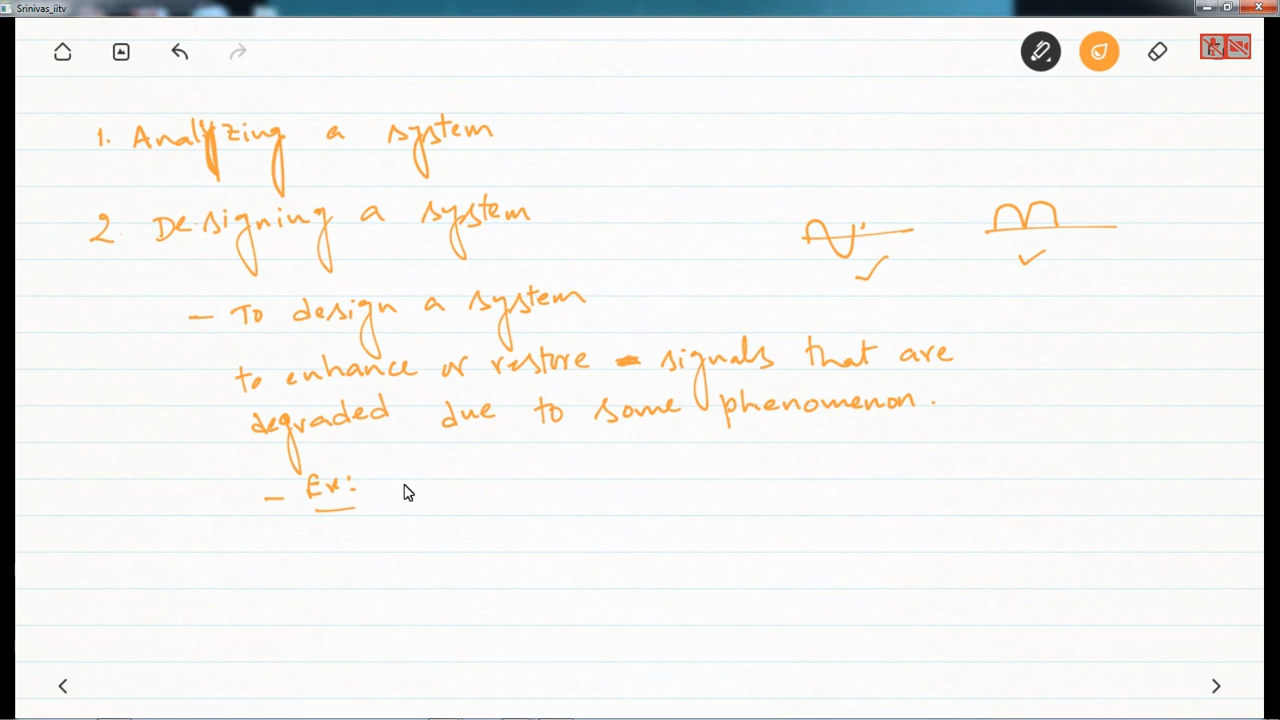 Srinivas_iitv
1. Analyzing a system
2. Designing a system
- To design a system
to enhance or restore signals that are
degraded due to some phenomenon.
- Ex: